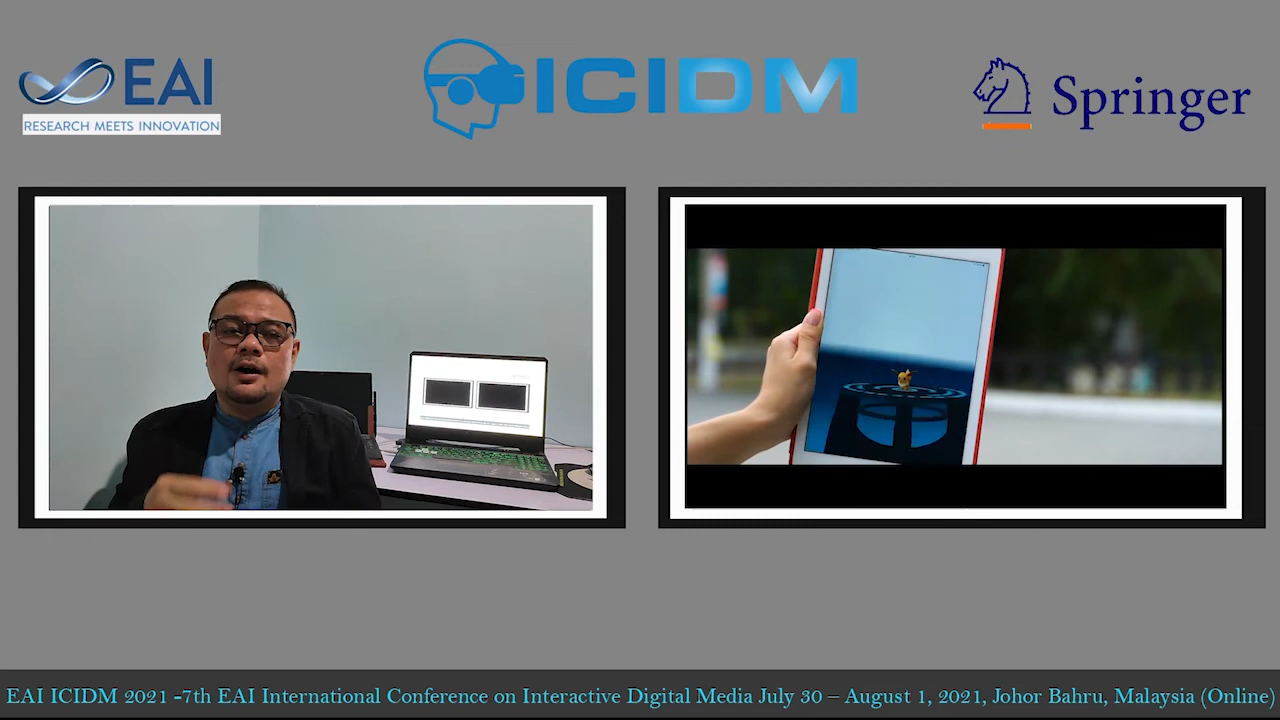 EAI
RESEARCH MEETS INNOVATION
ICIDM
Springer
EAI ICIDM 2021 -7th EAI International Conference on Interactive Digital Media July 30 – August 1, 2021, Johor Bahru, Malaysia (Online)